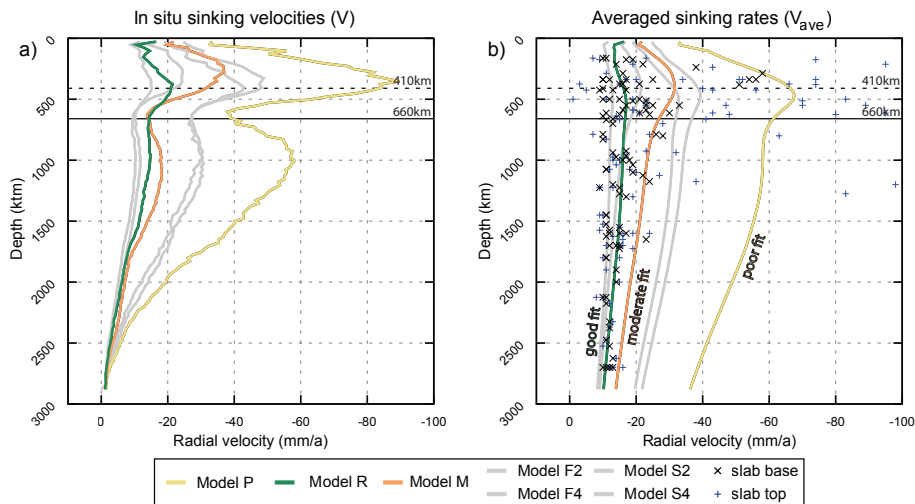 In situ sinking velocities (V)
a)
410km
660km
0
500
1000
1500
2000
2500
3000
Depth (ktm)
0
-20
-40
-60
-80
-100
Radial velocity (mm/a)
Averaged sinking rates (Vave)
b)
410km
660km
good fit
moderate fit
poor fit
0
500
1000
1500
2000
2500
3000
Depth (km)
0
-20
-40
-60
-80
-100
Radial velocity (mm/a)
Model P
Model R
Model M
Model F2
Model S2
slab base
Model F4
Model S4
slab top